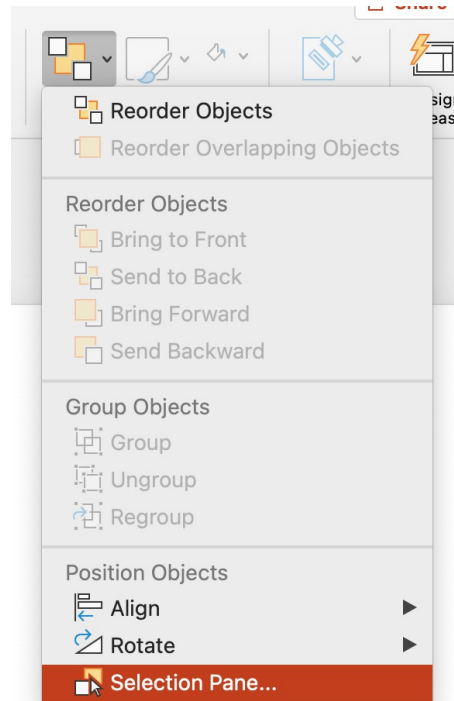 Share
Reorder Objects
Reorder Overlapping Objects
Reorder Objects
Bring to Front
Send to Back
Bring Forward
Send Backward
Group Objects
Group
Ungroup
Regroup
Position Objects
Align
Rotate
Selection Pane...